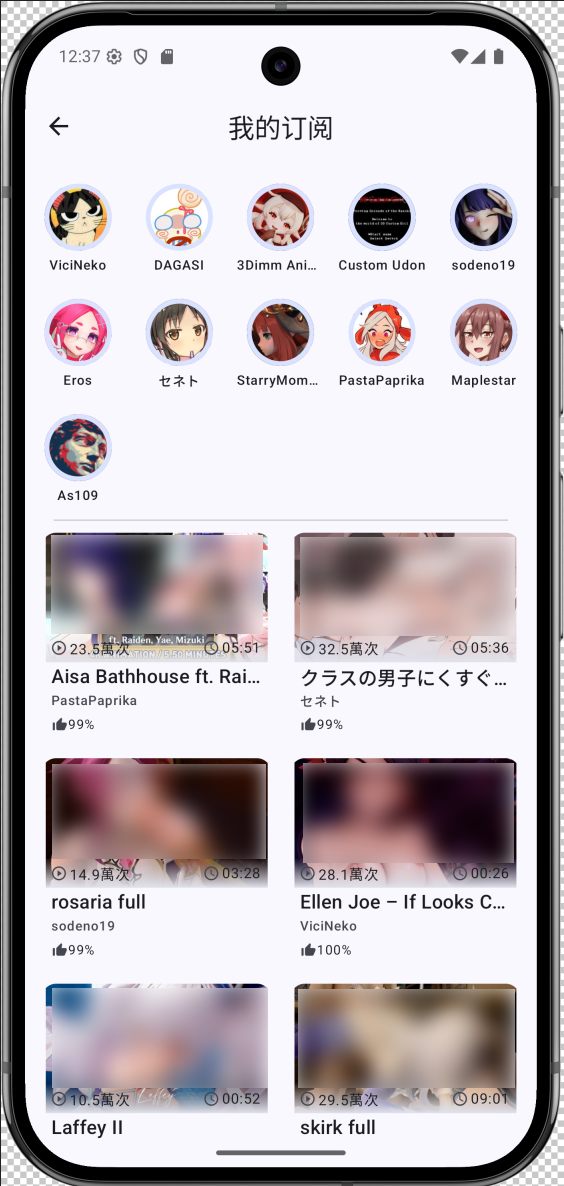 12:37
我的订阅
ViciNeko
DAGASI
3Dimm Ani…
Custom Udon
sodeno19
Eros
セネト
StarryMom…
PastaPaprika
Maplestar
As109
ft. Raiden, Yae, Mizuki
23.5萬次 05:51
Aisa Bathhouse ft. Rai…
PastaPaprika
99%
32.5萬次 05:36
クラスの男子にくすぐ…
セネト
99%
14.9萬次 03:28
rosaria full
sodeno19
99%
28.1萬次 00:26
Ellen Joe – If Looks C…
ViciNeko
100%
Laffey
10.5萬次 00:52
Laffey II
29.5萬次 09:01
skirk full